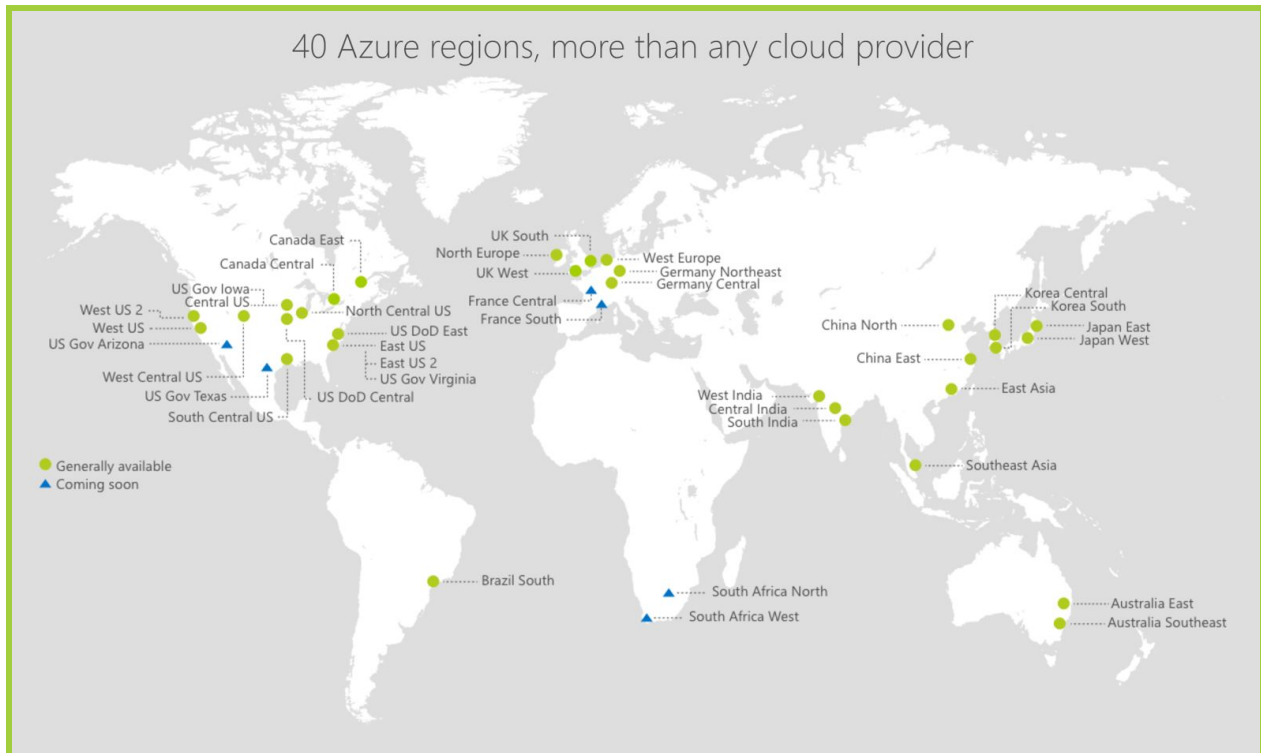 40 Azure regions, more than any cloud provider
Canada East
Canada Central
US Gov Iowa
Central US
North Central US
West US 2
West US
US Gov Arizona
US DoD East
East US
East US 2
US Gov Virginia
West Central US
US Gov Texas
US DoD Central
South Central US
UK South
North Europe
West Europe
UK West
Germany Northeast
Germany Central
France Central
France South
Korea Central
Korea South
China North
Japan East
Japan West
China East
East Asia
West India
Central India
South India
Southeast Asia
Generally available
Coming soon
Brazil South
South Africa North
South Africa West
Australia East
Australia Southeast